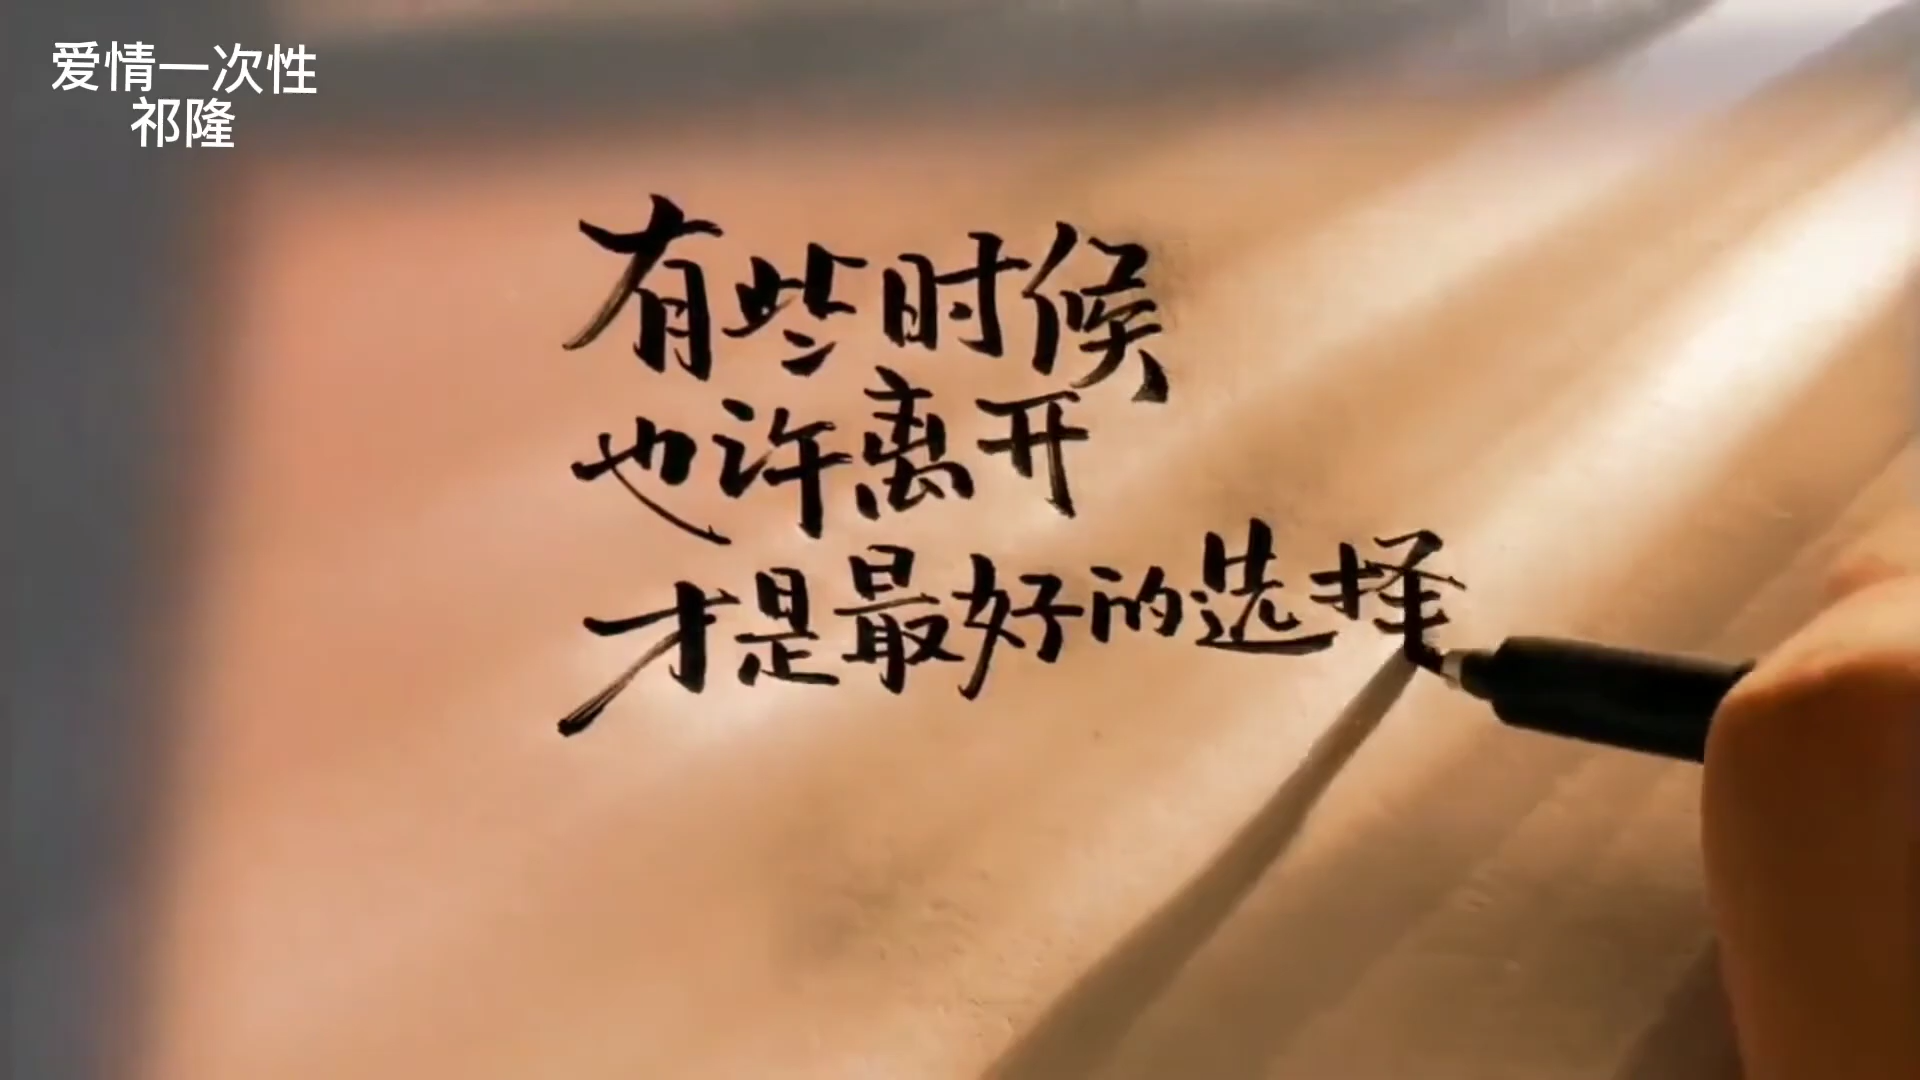 爱情一次性
祁隆
有些时候
也许离开
才是最好的选择